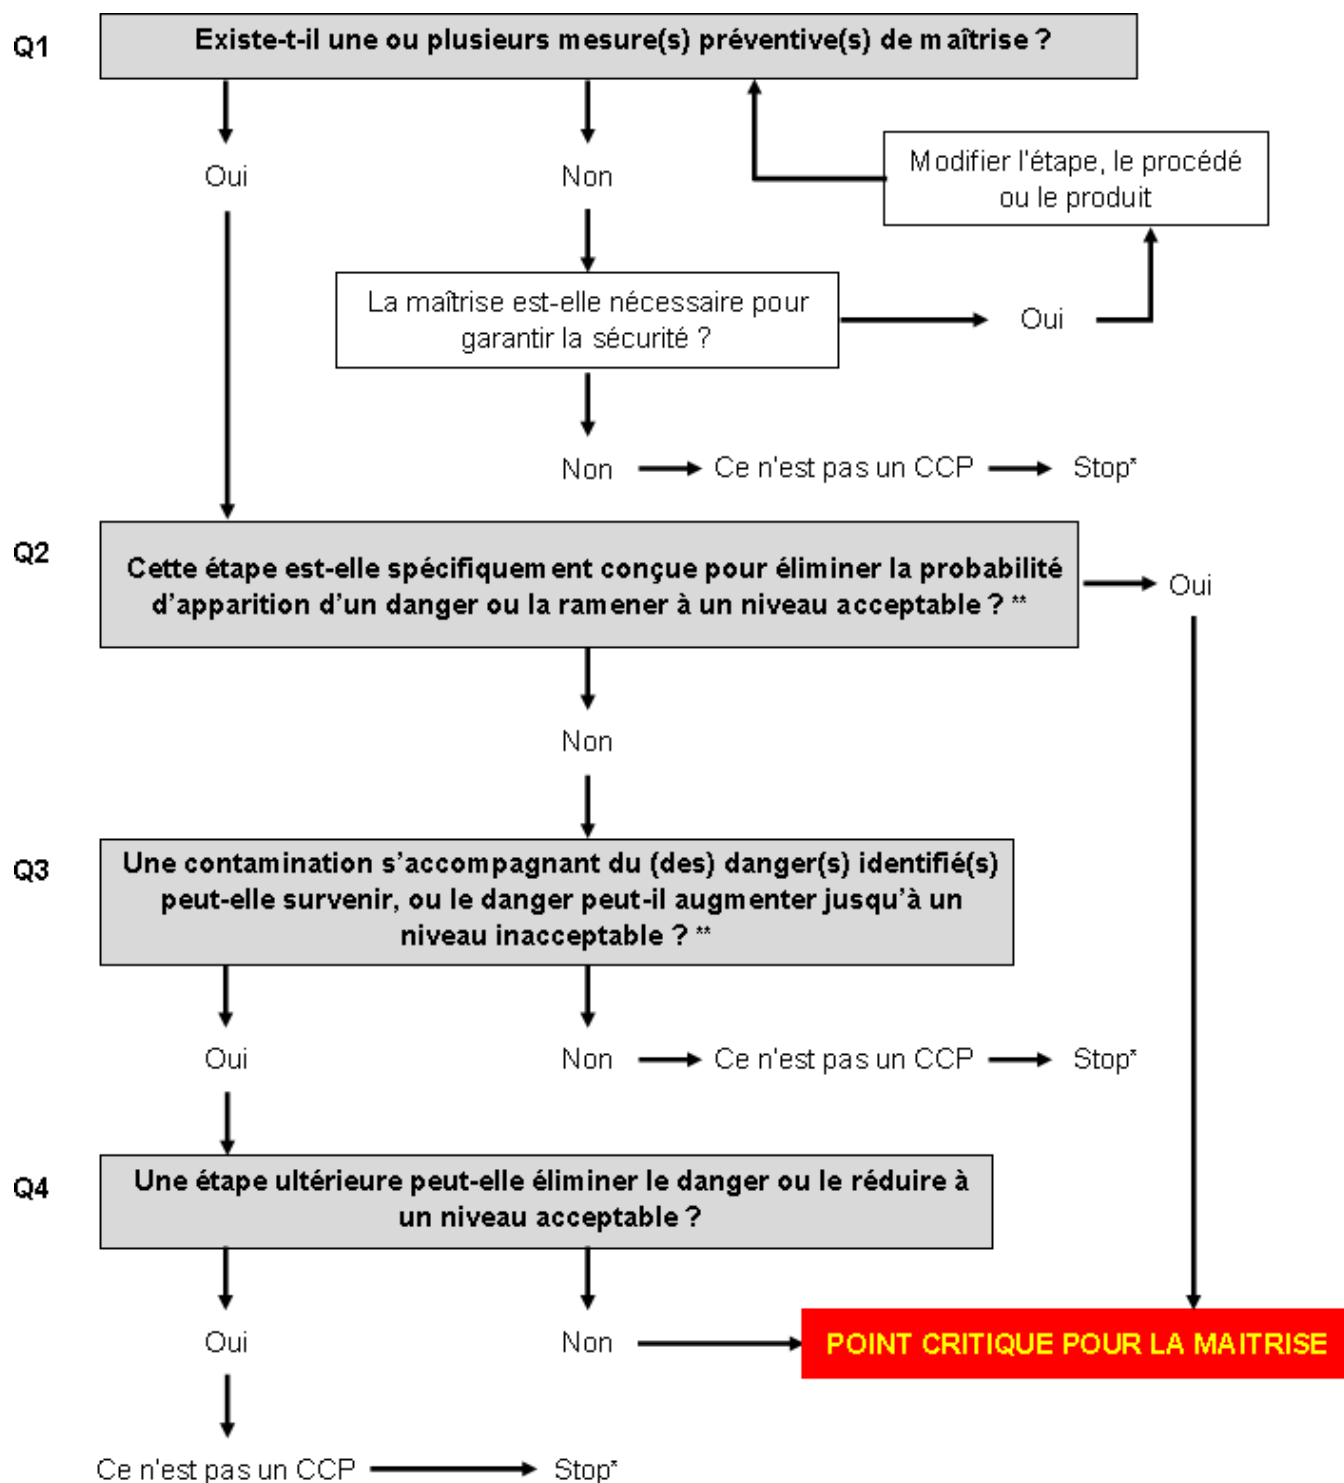 Q1
Existe-t-il une ou plusieurs mesure(s) préventive(s) de maîtrise ?
Oui
Non
Modifier l'étape, le procédé
ou le produit
La maîtrise est-elle nécessaire pour
garantir la sécurité ?
Oui
Non
Ce n'est pas un CCP
Stop*
Q2
Cette étape est-elle spécifiquement conçue pour éliminer la probabilité
d'apparition d'un danger ou la ramener à un niveau acceptable ? **
Oui
Non
Q3
Une contamination s'accompagnant du (des) danger(s) identifié(s)
peut-elle survenir, ou le danger peut-il augmenter jusqu'à un
niveau inacceptable ? **
Oui
Non
Ce n'est pas un CCP
Stop*
Q4
Une étape ultérieure peut-elle éliminer le danger ou le réduire à
un niveau acceptable ?
Oui
Non
POINT CRITIQUE POUR LA MAITRISE
Ce n'est pas un CCP
Stop*